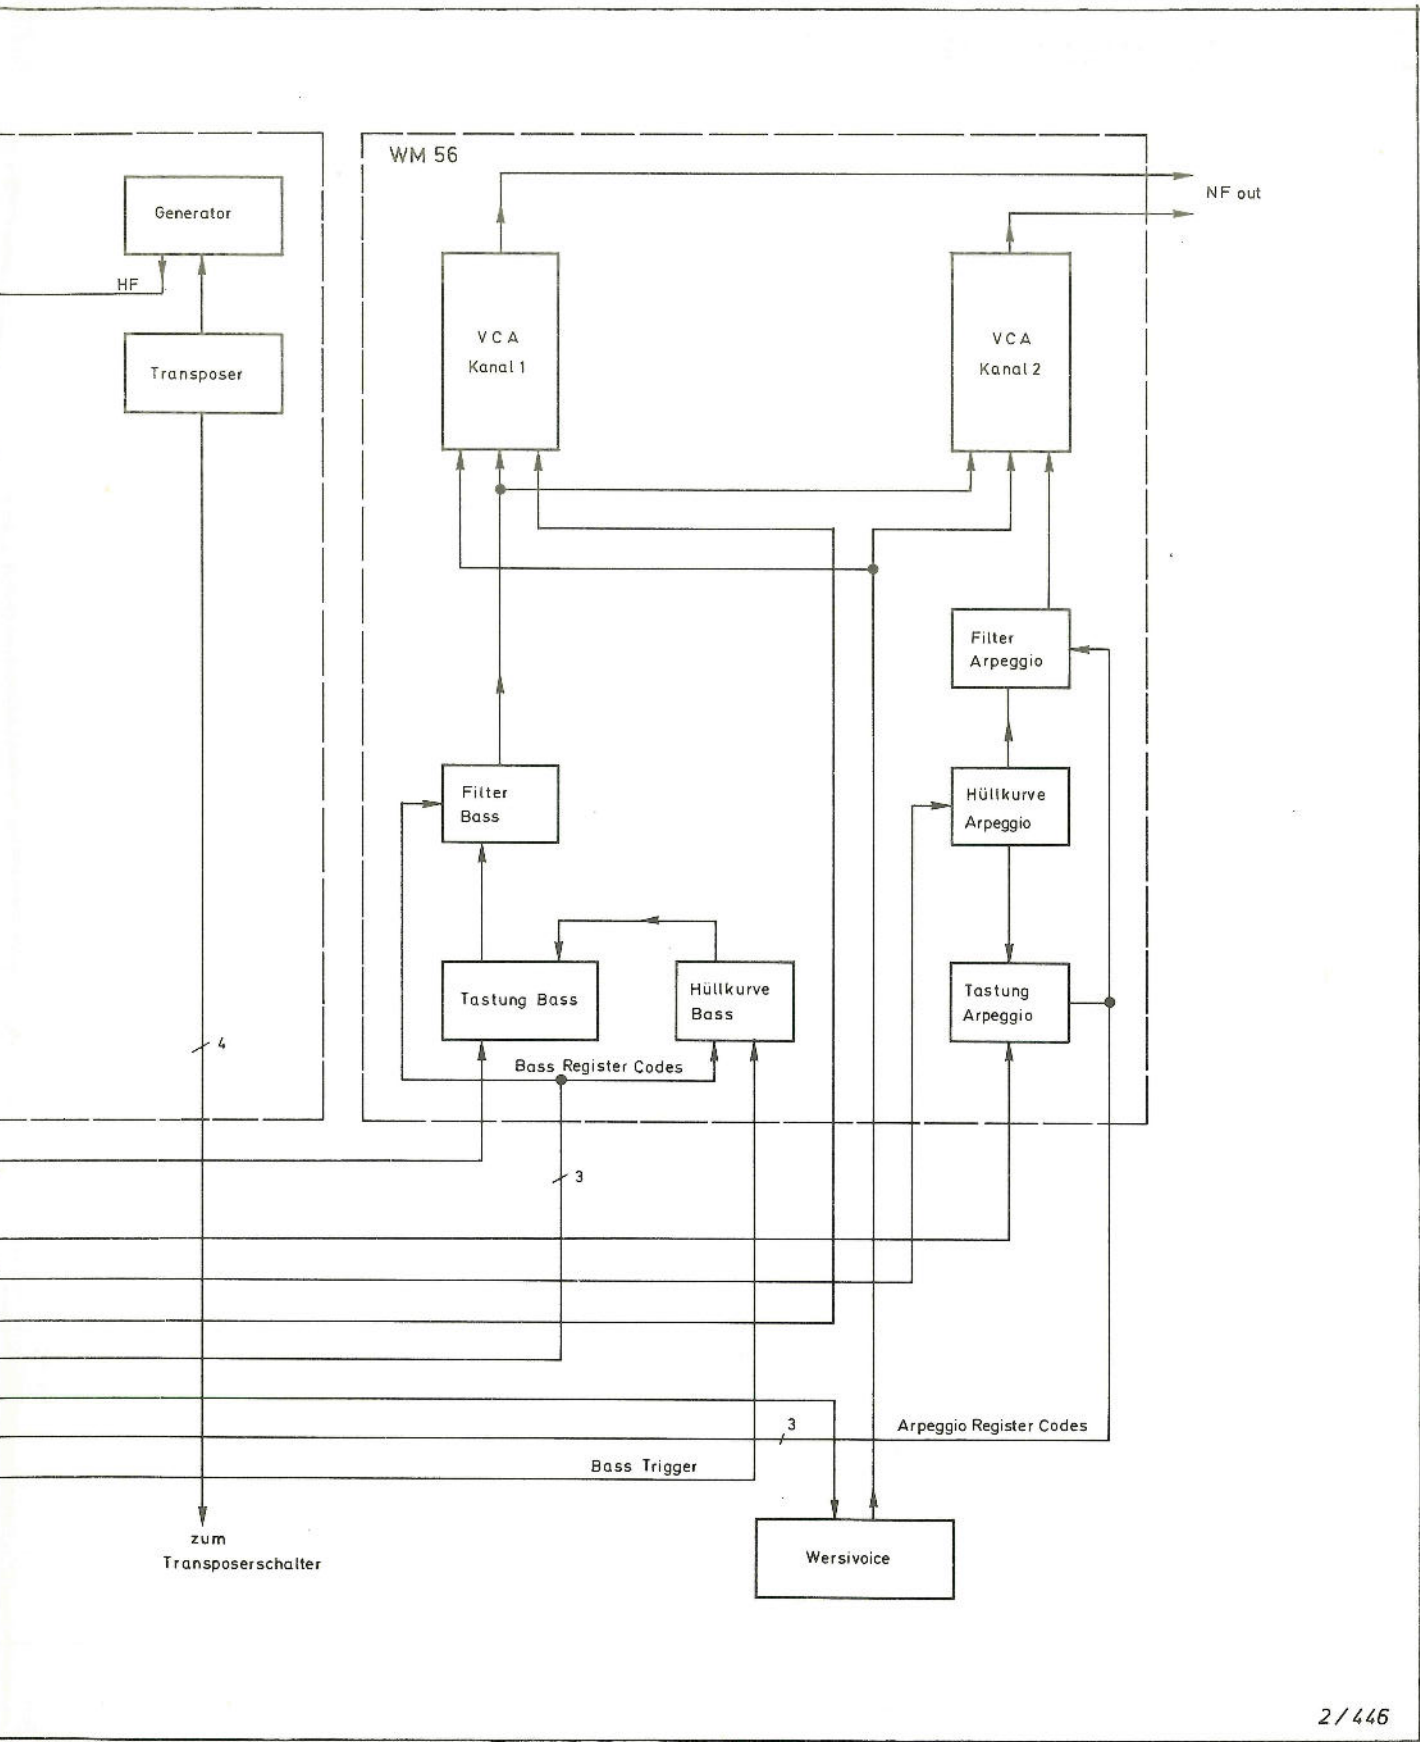 WM 56
NF out
Generator
HF
Transposer
VCA
Kanal 1
VCA
Kanal 2
Filter
Arpeggio
Filter
Bass
Hüllkurve
Arpeggio
Tastung Bass
Hüllkurve
Bass
Tastung
Arpeggio
4
Bass Register Codes
3
3
Arpeggio Register Codes
Bass Trigger
zum
Transposerschalter
Wersivoice
2/446